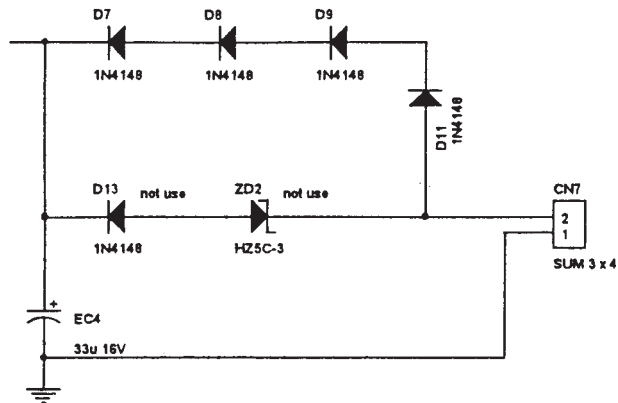 D7 D8 D9
1N4148 1N4148 1N4148
D11
1N4148
D13 not use ZD2 not use CN7
2
1
1N4148 HZ5C-3
SUM 3 x 4
+
EC4
33u 16V